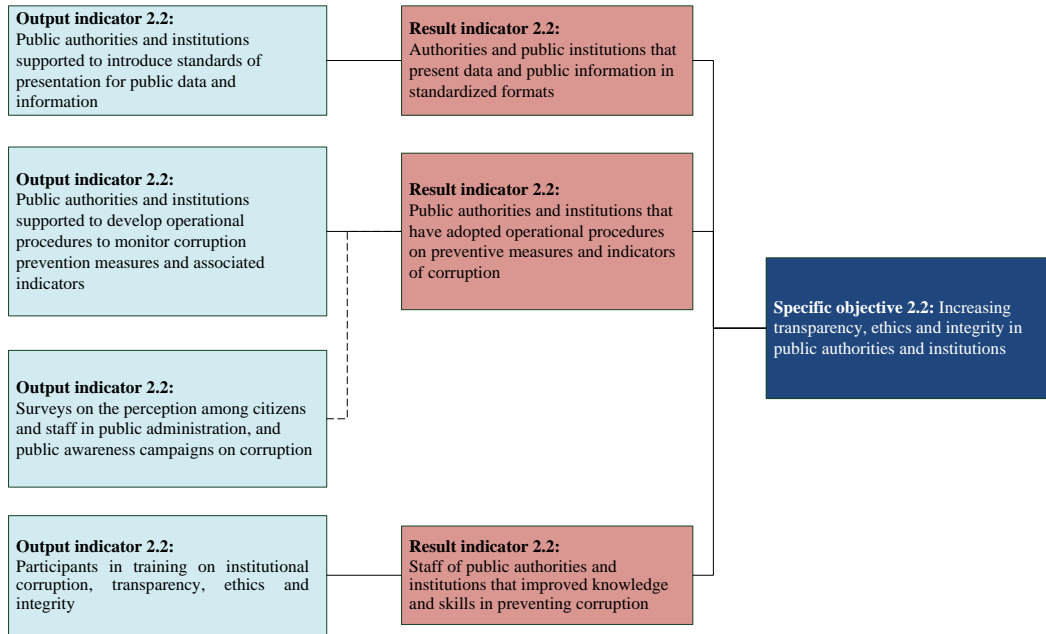 Output indicator 2.2:
Public authorities and institutions
supported to introduce standards of
presentation for public data and
information
Result indicator 2.2:
Authorities and public institutions that
present data and public information in
standardized formats
Output indicator 2.2:
Public authorities and institutions
supported to develop operational
procedures to monitor corruption
prevention measures and associated
indicators
Result indicator 2.2:
Public authorities and institutions that
have adopted operational procedures
on preventive measures and indicators
of corruption
Specific objective 2.2: Increasing
transparency, ethics and integrity in
public authorities and institutions
Output indicator 2.2:
Surveys on the perception among citizens
and staff in public administration, and
public awareness campaigns on corruption
Output indicator 2.2:
Participants in training on institutional
corruption, transparency, ethics and
integrity
Result indicator 2.2:
Staff of public authorities and
institutions that improved knowledge
and skills in preventing corruption